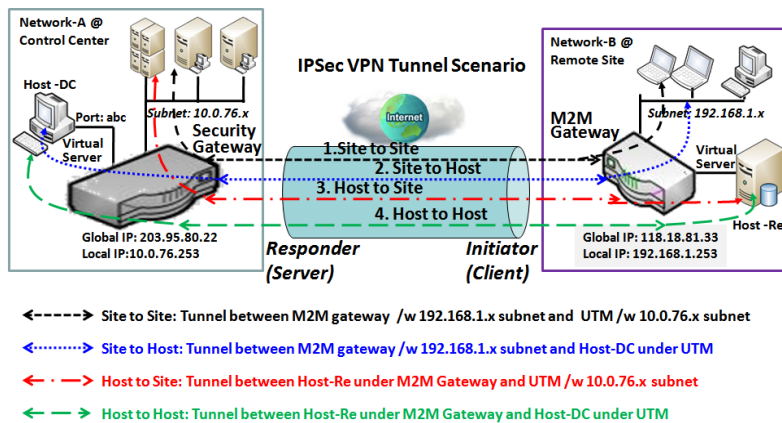 Network-A @
Control Center
Host -DC
Port: abc
Subnet: 10.0.76.x
Virtual
Server
Security
Gateway
Global IP: 203.95.80.22
Local IP:10.0.76.253
IPSec VPN Tunnel Scenario
Internet
1.Site to Site
2. Site to Host
3. Host to Site
4. Host to Host
Responder
(Server)
Initiator
(Client)
Network-B @
Remote Site
Subnet: 192.168.1.x
M2M
Gateway
Virtual
Server
Host -Re
Global IP: 118.18.81.33
Local IP: 192.168.1.253
Site to Site: Tunnel between M2M gateway /w 192.168.1.x subnet and UTM /w 10.0.76.x subnet
Site to Host: Tunnel between M2M gateway /w 192.168.1.x subnet and Host-DC under UTM
Host to Site: Tunnel between Host-Re under M2M Gateway and UTM /w 10.0.76.x subnet
Host to Host: Tunnel between Host-Re under M2M Gateway and Host-DC under UTM